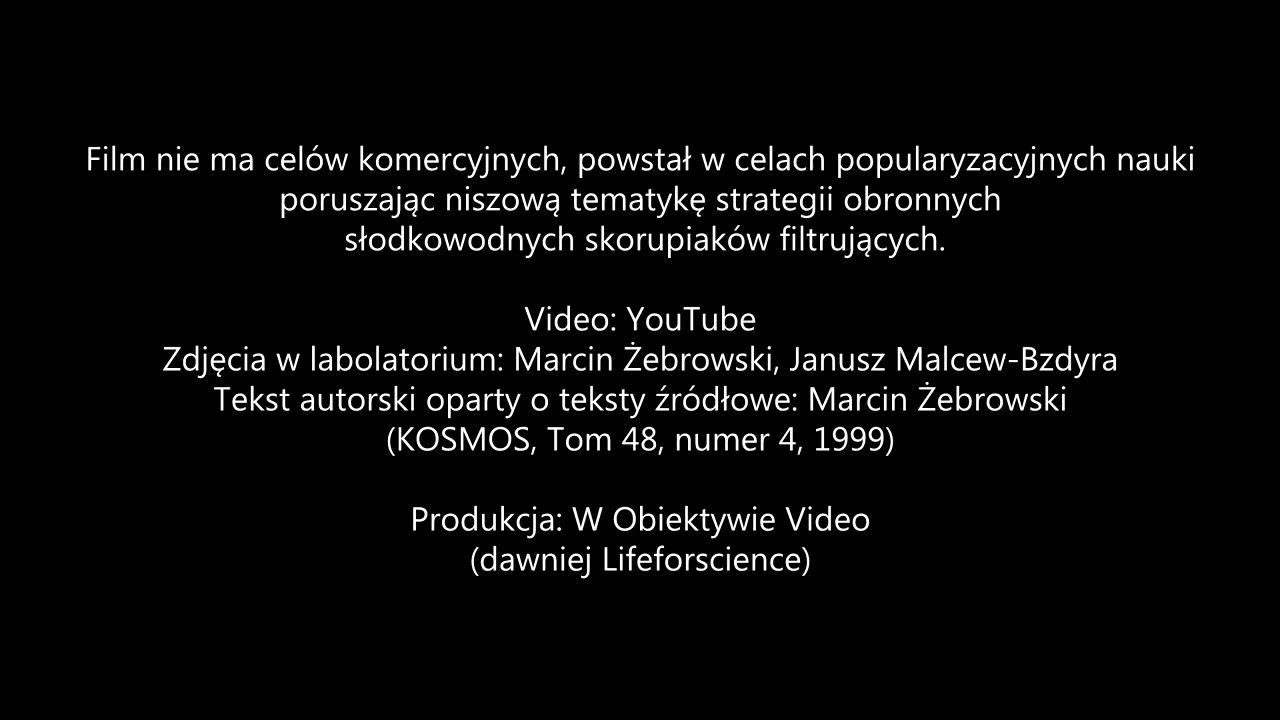 Film nie ma celów komercyjnych, powstał w celach popularyzacyjnych nauki
poruszając niszową tematykę strategii obronnych
słodkowodnych skorupiaków filtrujących.
Video: YouTube
Zdjęcia w labolatorium: Marcin Żebrowski, Janusz Malcew-Bzdyra
Tekst autorski oparty o teksty źródłowe: Marcin Żebrowski
(KOSMOS, Tom 48, numer 4, 1999)
Produkcja: W Obiektywie Video
(dawniej Lifeforscience)